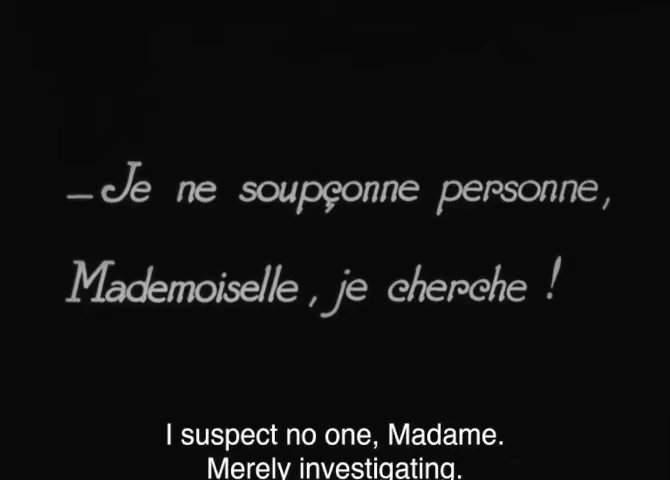 — Je ne soupçonne personne,
Mademoiselle, je cherche !
I suspect no one, Madame.
Merely investigating.